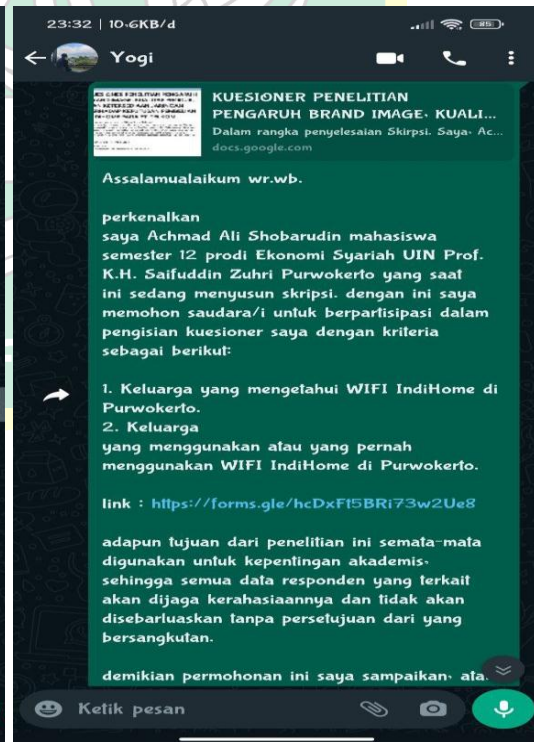 23:32 | 10.6KB/d
85
Yogi
KUESIONER PENELITIAN
PENGARUH BRAND IMAGE, KUALI...
Dalam rangka penyelesaian Skripsi. Saya, Ac...
docs.google.com
Assalamualaikum wr.wb.
perkenalkan
saya Achmad Ali Shobarudin mahasiswa
semester 12 prodi Ekonomi Syariah UIN Prof.
K.H. Saifuddin Zuhri Purwokerto yang saat
ini sedang menyusun skripsi. dengan ini saya
memohon saudara/i untuk berpartisipasi dalam
pengisian kuesioner saya dengan kriteria
sebagai berikut:
1. Keluarga yang mengetahui WIFI IndiHome di
Purwokerto.
2. Keluarga
yang menggunakan atau yang pernah
menggunakan WIFI IndiHome di Purwokerto.
link : https://forms.gle/hcDxFt5BRi73w2Ue8
adapun tujuan dari penelitian ini semata-mata
digunakan untuk kepentingan akademis,
sehingga semua data responden yang terkait
akan dijaga kerahasiaannya dan tidak akan
disebarluaskan tanpa persetujuan dari yang
bersangkutan.
demikian permohonan ini saya sampaikan, ata
Ketik pesan